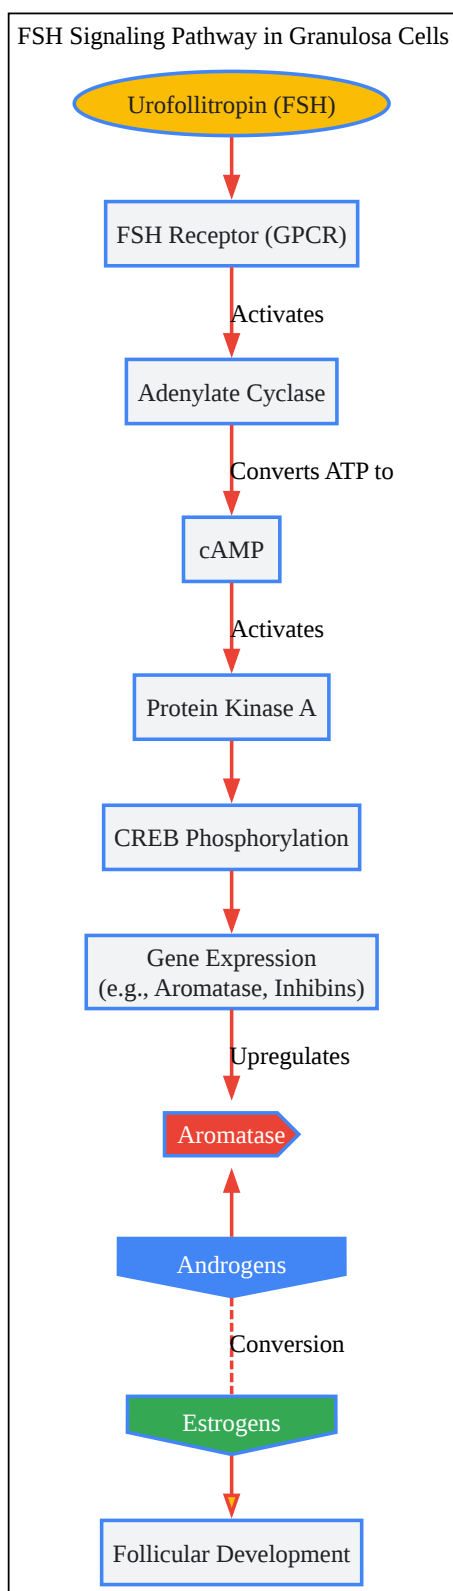 FSH Signaling Pathway in Granulosa Cells
Urofollitropin (FSH)
FSH Receptor (GPCR)
Activates
Adenylate Cyclase
Converts ATP to
cAMP
Activates
Protein Kinase A
CREB Phosphorylation
Gene Expression
(e.g., Aromatase, Inhibins)
Upregulates
Aromatase
Androgens
Conversion
Estrogens
Follicular Development